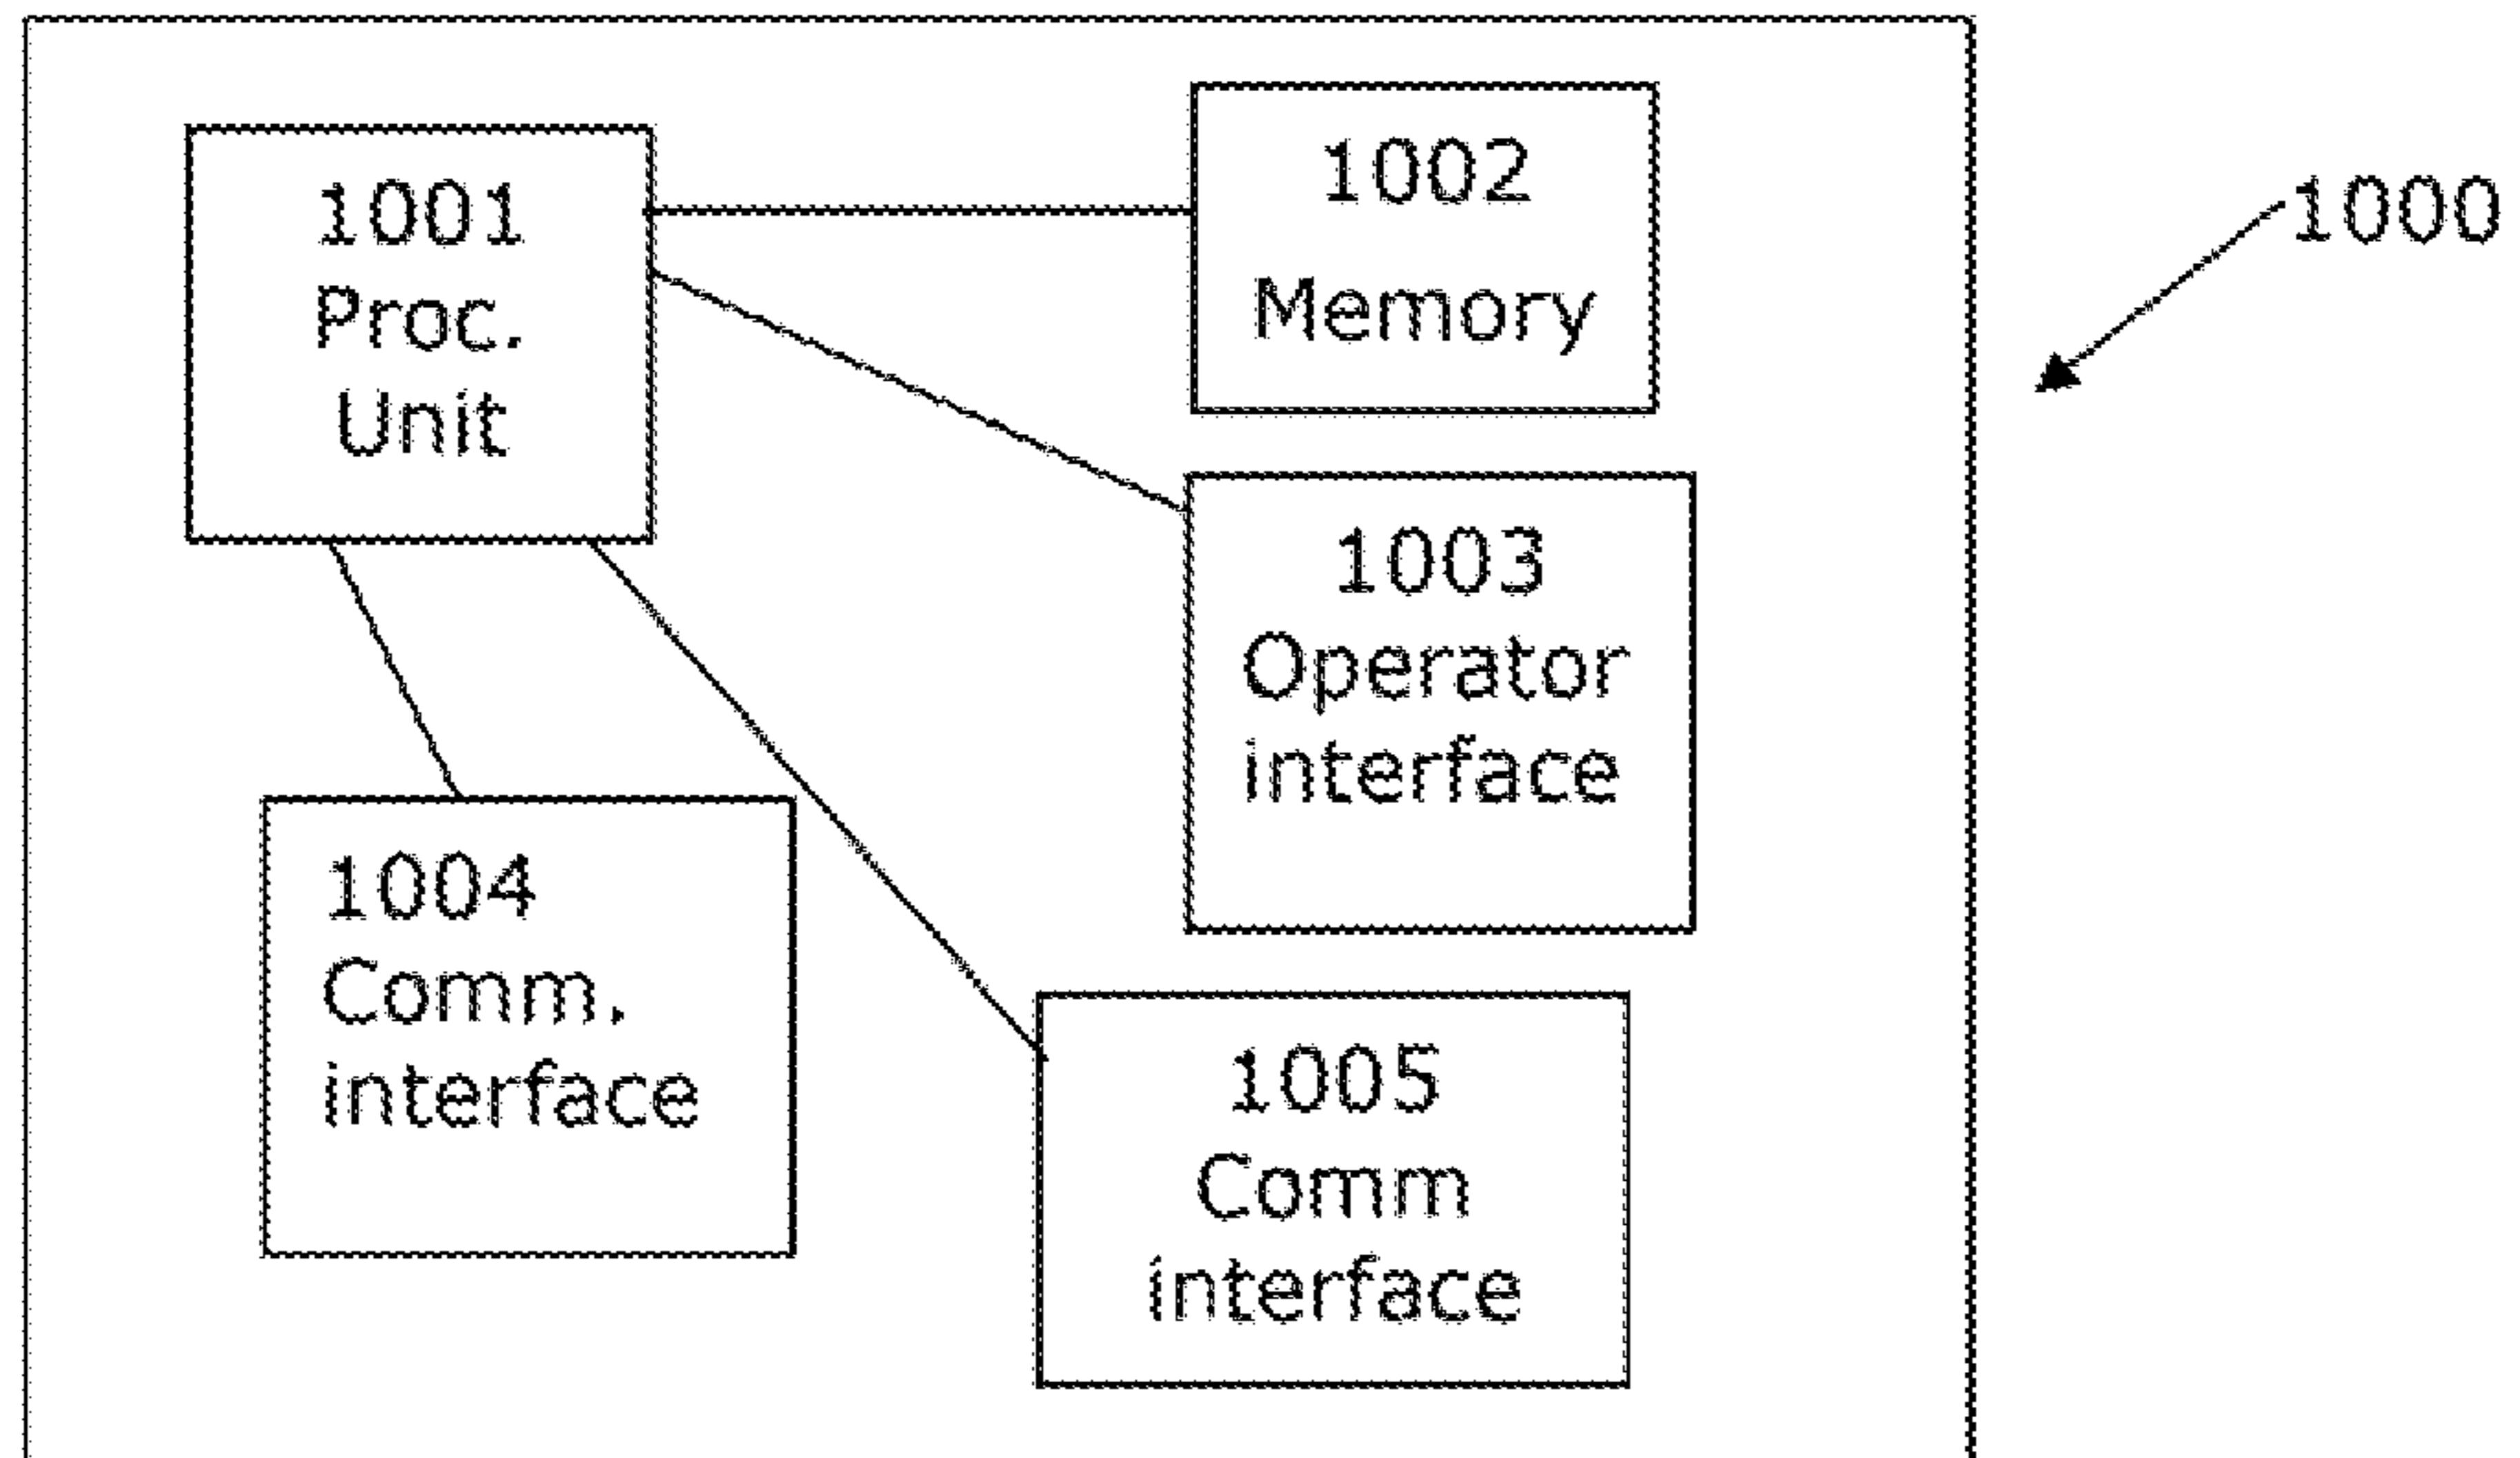 1001
Proc.
Unit
1002
Memory
1000
1003
Operator
interface
1004
Comm.
interface
1005
Comm
interface